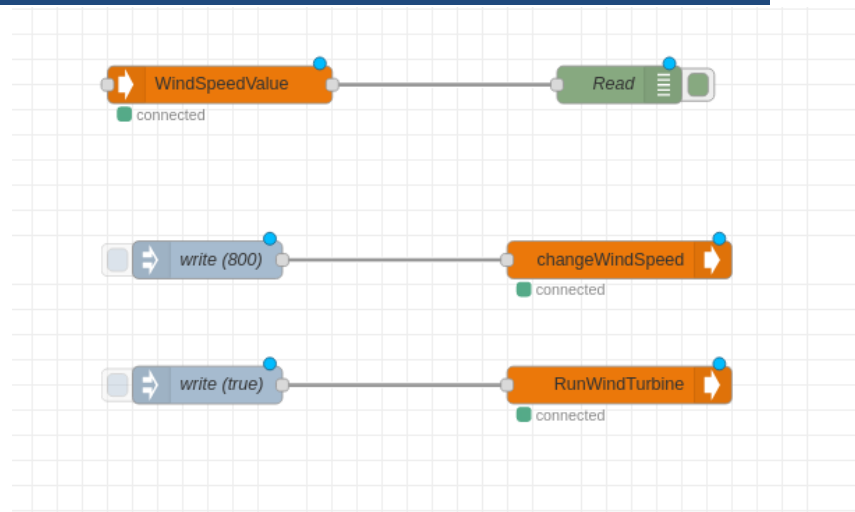 WindSpeedValue
Read
connected
write (800)
changeWindSpeed
connected
write (true)
RunWindTurbine
connected